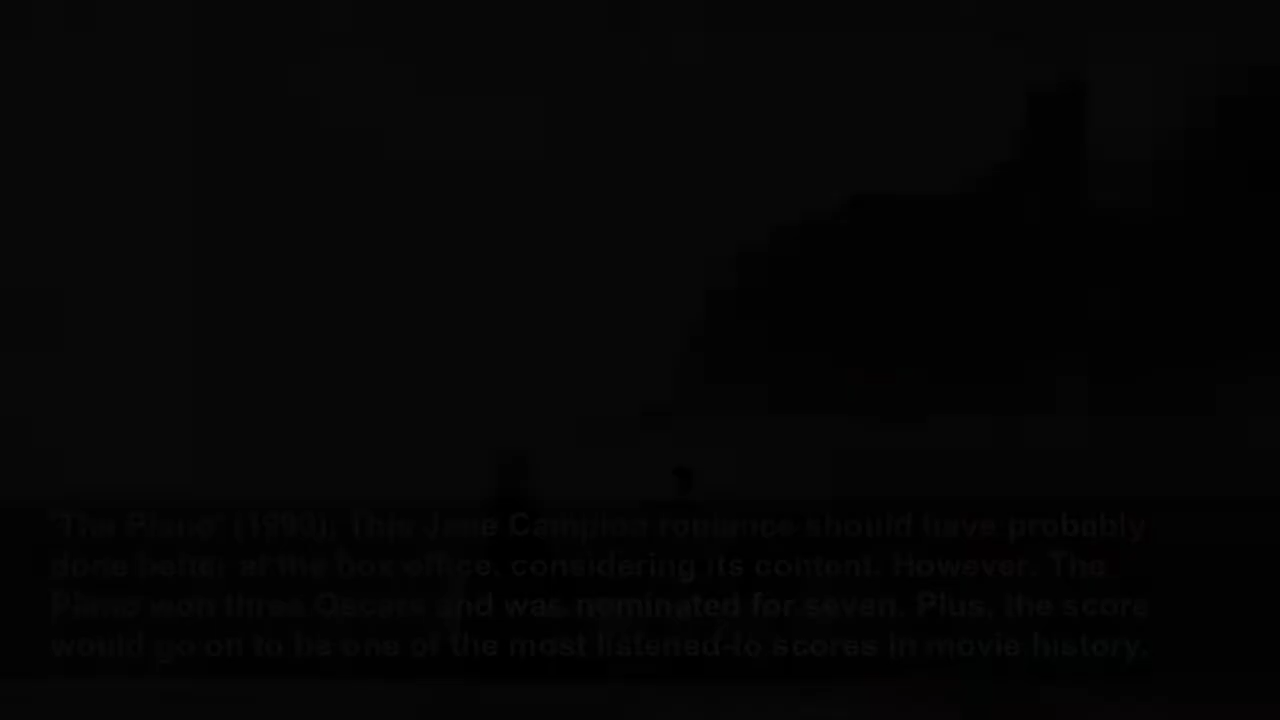 "The Piano" (1993). This Jane Campion romance should have probably
done better at the box office, considering its content. However, The
Piano won three Oscars and was nominated for seven. Plus, the score
would go on to be one of the most listened-to scores in movie history.